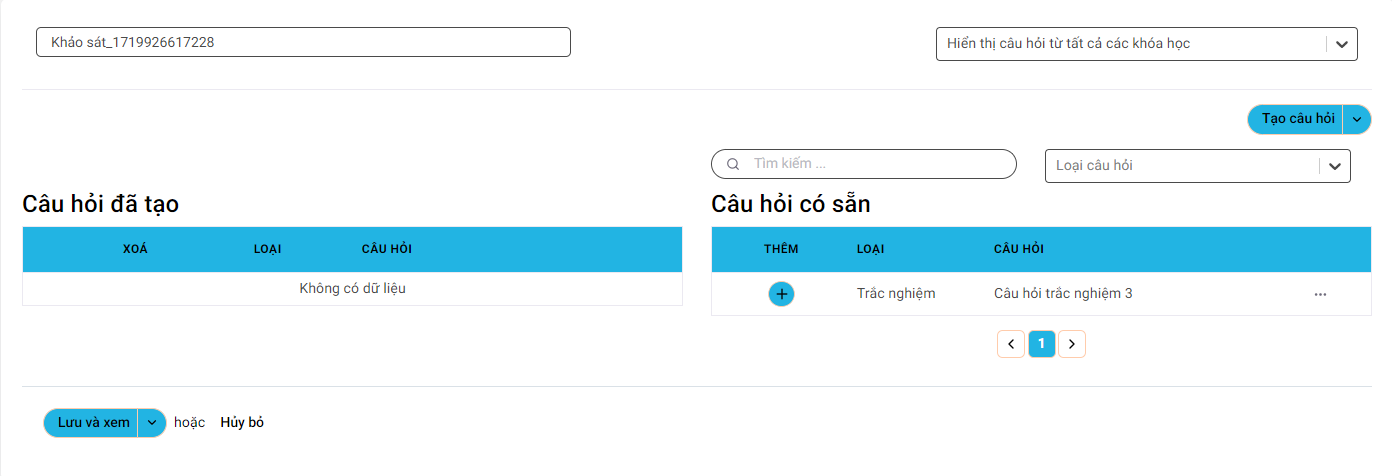 Khảo sát_1719926617228
Hiển thị câu hỏi từ tất cả các khóa học
Tạo câu hỏi
Tìm kiếm ...
Loại câu hỏi
Câu hỏi đã tạo
Câu hỏi có sẵn
XOÁ LOẠI CÂU HỎI
THÊM LOẠI CÂU HỎI
Không có dữ liệu
Trắc nghiệm Câu hỏi trắc nghiệm 3 ...
1
Lưu và xem hoặc Hủy bỏ